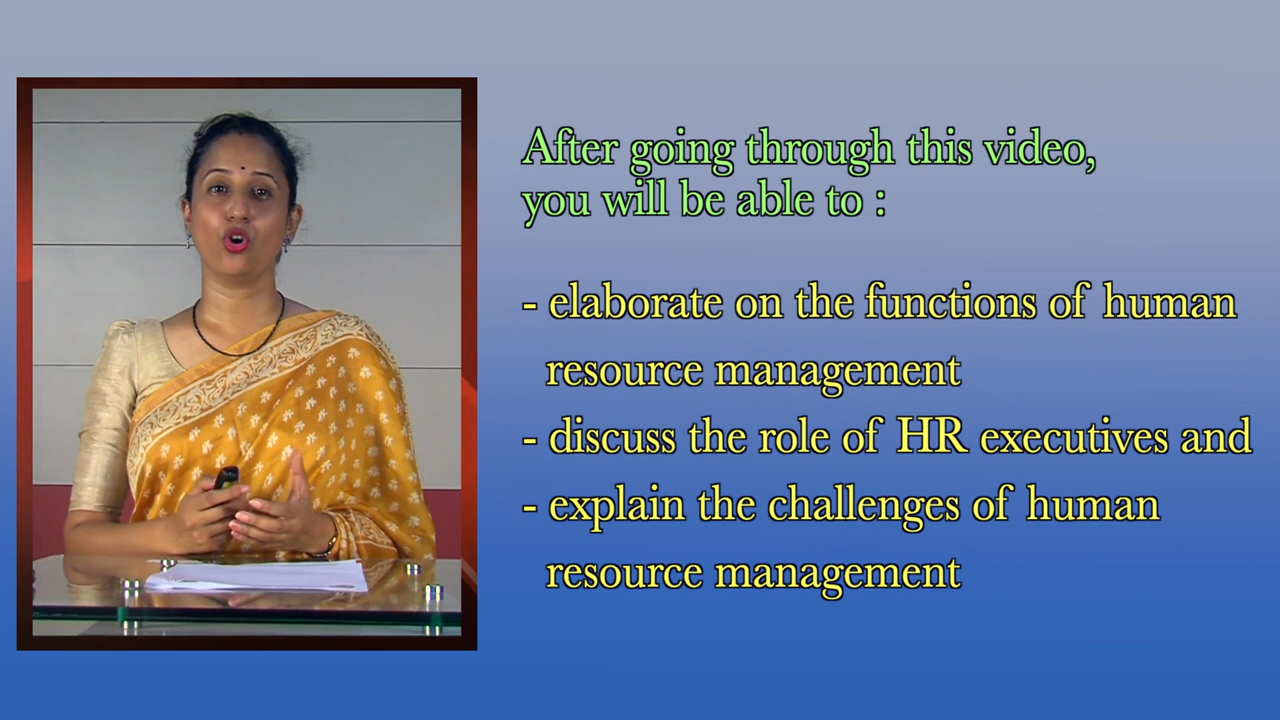 After going through this video,
you will be able to :
- elaborate on the functions of human
resource management
- discuss the role of HR executives and
- explain the challenges of human
resource management